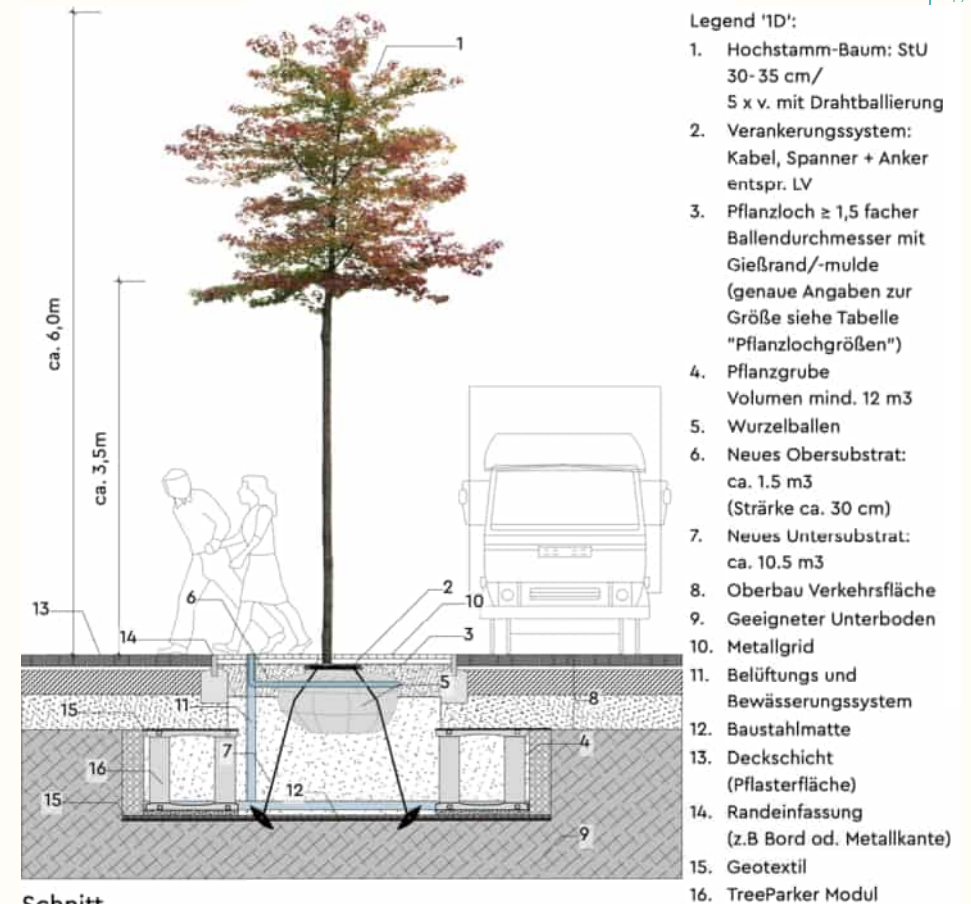 Legend '1D':
1. Hochstamm-Baum: StU
30-35 cm/
5 x v. mit Drahtballierung
2. Verankerungssystem:
Kabel, Spanner + Anker
entspr. LV
3. Pflanzloch ≥ 1,5 facher
Ballendurchmesser mit
Gießrand/-mulde
(genaue Angaben zur
Größe siehe Tabelle
"Pflanzlochgrößen")
4. Pflanzgrube
Volumen mind. 12 m3
5. Wurzelballen
6. Neues Obersubstrat:
ca. 1.5 m3
(Strärke ca. 30 cm)
7. Neues Untersubstrat:
ca. 10.5 m3
8. Oberbau Verkehrsfläche
9. Geeigneter Unterboden
10. Metallgrid
11. Belüftungs und
Bewässerungssystem
12. Baustahlmatte
13. Deckschicht
(Pflasterfläche)
14. Randeinfassung
(z.B Bord od. Metallkante)
15. Geotextil
16. TreeParker Modul
1
ca. 6,0m
ca. 3,5m
13
6
14
2
10
3
5
8
15
11
7
4
16
12
15
9
Schnitt